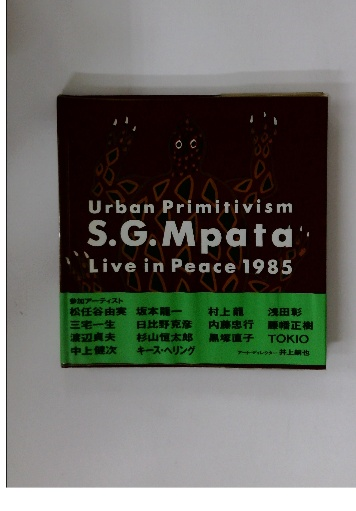 Urban Primitivism
S.G.Mpata
Live in Peace 1985
参加アーティスト
松任谷由実 坂本龍一 村上龍 浅田彰
三宅一生 日比野克彦 内藤忠行 藤幡正樹
渡辺貞夫 杉山恒太郎 黒塚直子 TOKIO
中上健次 キース・ヘリング アート・ディレクター 井上嗣也